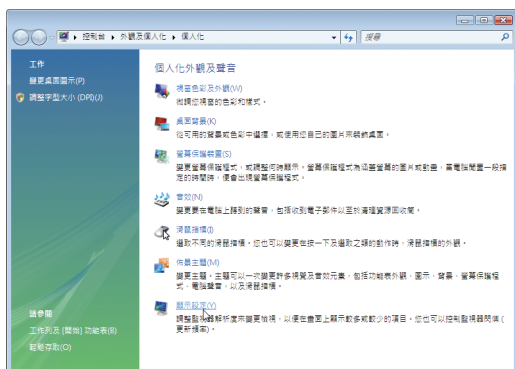 控制台 ▸ 外觀及個人化 ▸ 個人化
搜尋
工作
變更桌面圖示(P)
調整字型大小 (DPI)(J)
個人化外觀及聲音
視窗色彩及外觀(W)
微調您視窗的色彩和樣式。
桌面背景(K)
從可用的背景或色彩中選擇，或使用您自己的圖片來裝飾桌面。
螢幕保護裝置(S)
變更螢幕保護程式，或調整何時顯示。螢幕保護程式為涵蓋螢幕的圖片或動畫，當電腦閒置一段指
定的時間時，便會出現螢幕保護程式。
音效(N)
變更要在電腦上聽到的聲音，包括收到電子郵件以至於清理資源回收筒。
滑鼠指標(I)
選取不同的滑鼠指標。您也可以變更在按一下及選取之類的動作時，滑鼠指標的外觀。
佈景主題(M)
變更主題。主題可以一次變更許多視覺及音效元素，包括功能表外觀、圖示、背景、螢幕保護程
式、電腦聲音，以及滑鼠指標。
顯示設定(Y)
調整監視器解析度來變更檢視，以便在畫面上顯示較多或較少的項目。您也可以控制監視器閃爍 (
更新頻率)。
請參閱
工作列及 [開始] 功能表(B)
輕鬆存取(O)